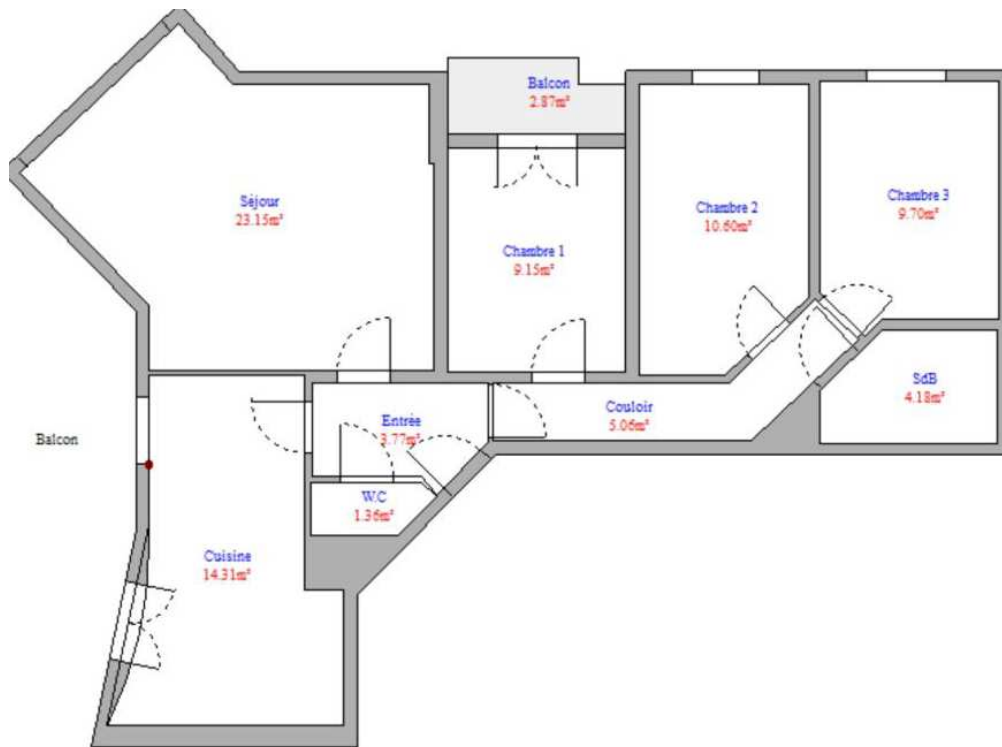 Balcon
2.87m²
Séjour
23.15m²
Chambre 1
9.15m²
Chambre 2
10.60m²
Chambre 3
9.70m²
SdB
4.18m²
Couloir
5.06m²
Entrée
3.77m²
Balcon
W.C
1.36m²
Cuisine
14.31m²